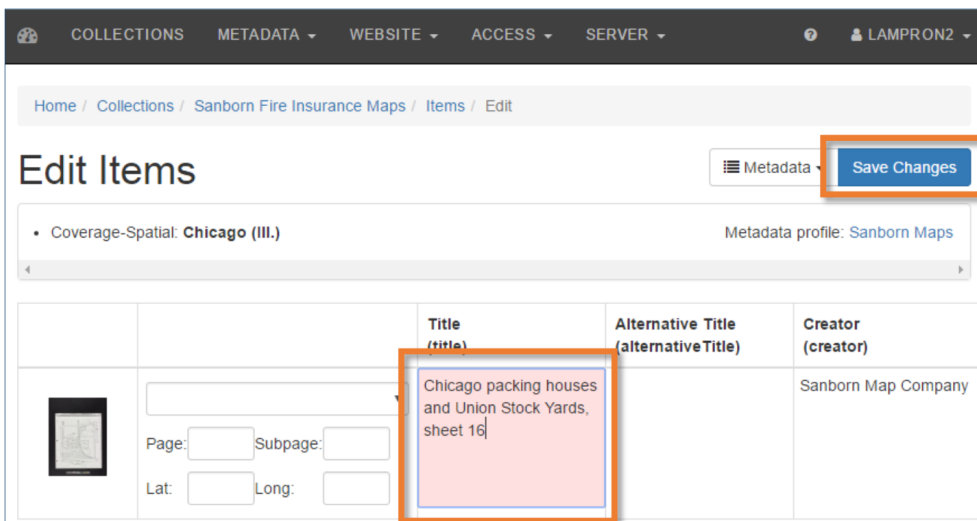 COLLECTIONS METADATA WEBSITE ACCESS SERVER LAMPRON2
Home / Collections / Sanborn Fire Insurance Maps / Items / Edit
Edit Items
Metadata
Save Changes
• Coverage-Spatial: Chicago (Ill.)
Metadata profile: Sanborn Maps
Title
(title)
Alternative Title
(alternativeTitle)
Creator
(creator)
Page:
Subpage:
Lat:
Long:
Chicago packing houses
and Union Stock Yards,
sheet 16
Sanborn Map Company